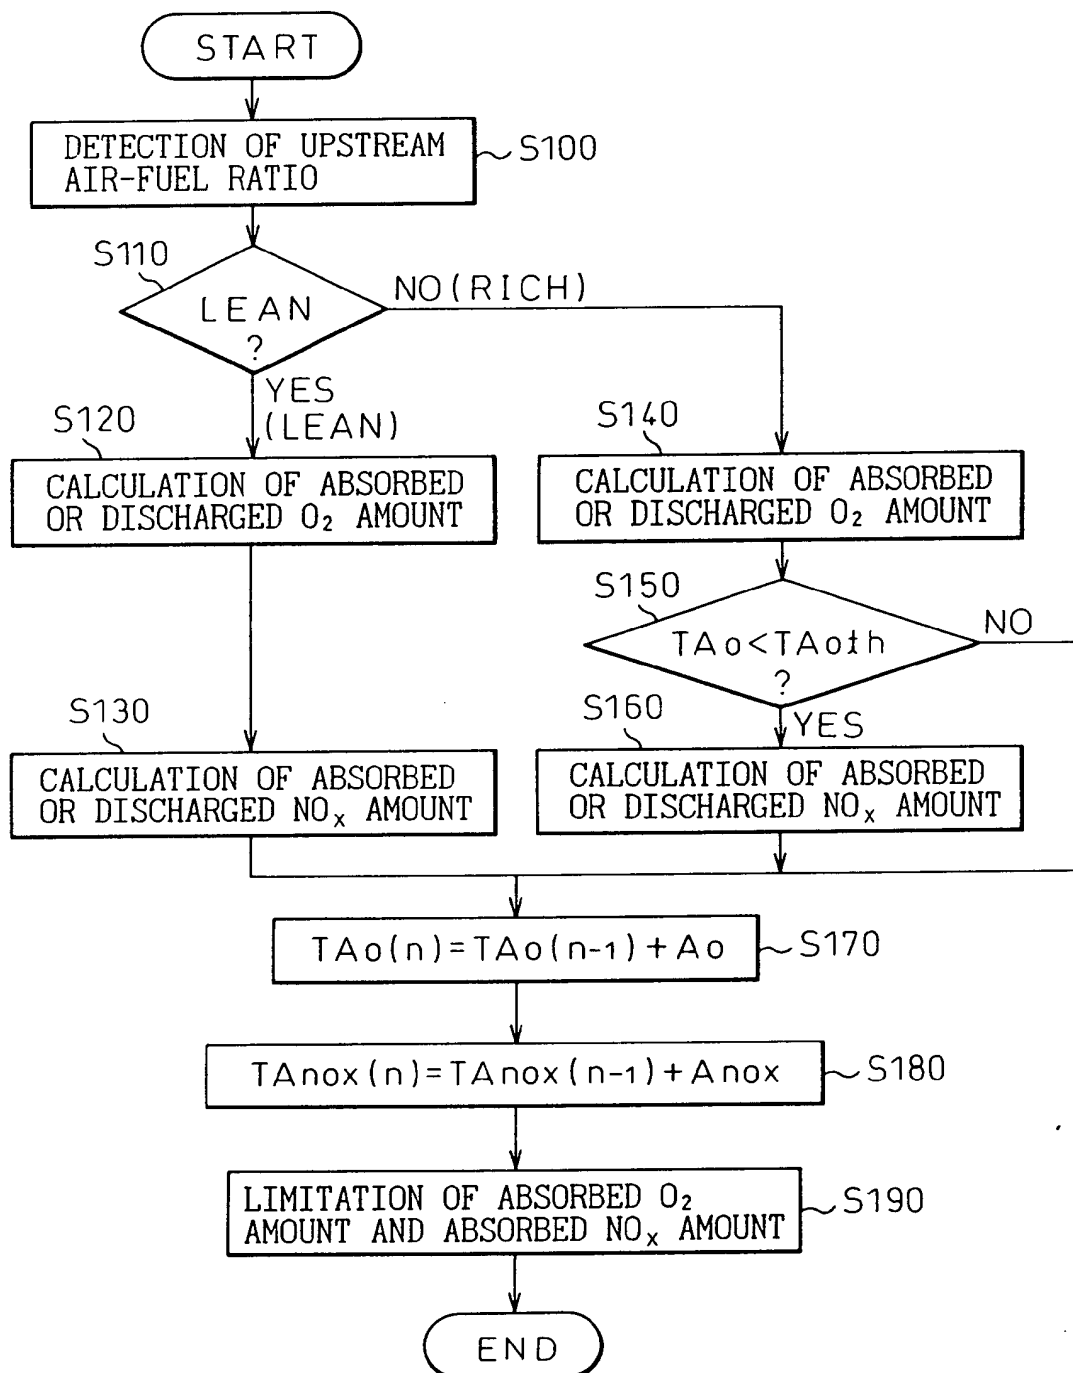 START
DETECTION OF UPSTREAM
AIR-FUEL RATIO
S100
S110
LEAN
?
NO(RICH)
YES
(LEAN)
S120
CALCULATION OF ABSORBED
OR DISCHARGED O₂ AMOUNT
S140
CALCULATION OF ABSORBED
OR DISCHARGED O₂ AMOUNT
S150
TAo<TAoth
?
NO
YES
S130
CALCULATION OF ABSORBED
OR DISCHARGED NOₓ AMOUNT
S160
CALCULATION OF ABSORBED
OR DISCHARGED NOₓ AMOUNT
TAo(n)=TAo(n-1)+Ao
S170
TAnox(n)=TAnox(n-1)+Anox
S180
LIMITATION OF ABSORBED O₂
AMOUNT AND ABSORBED NOₓ AMOUNT
S190
END